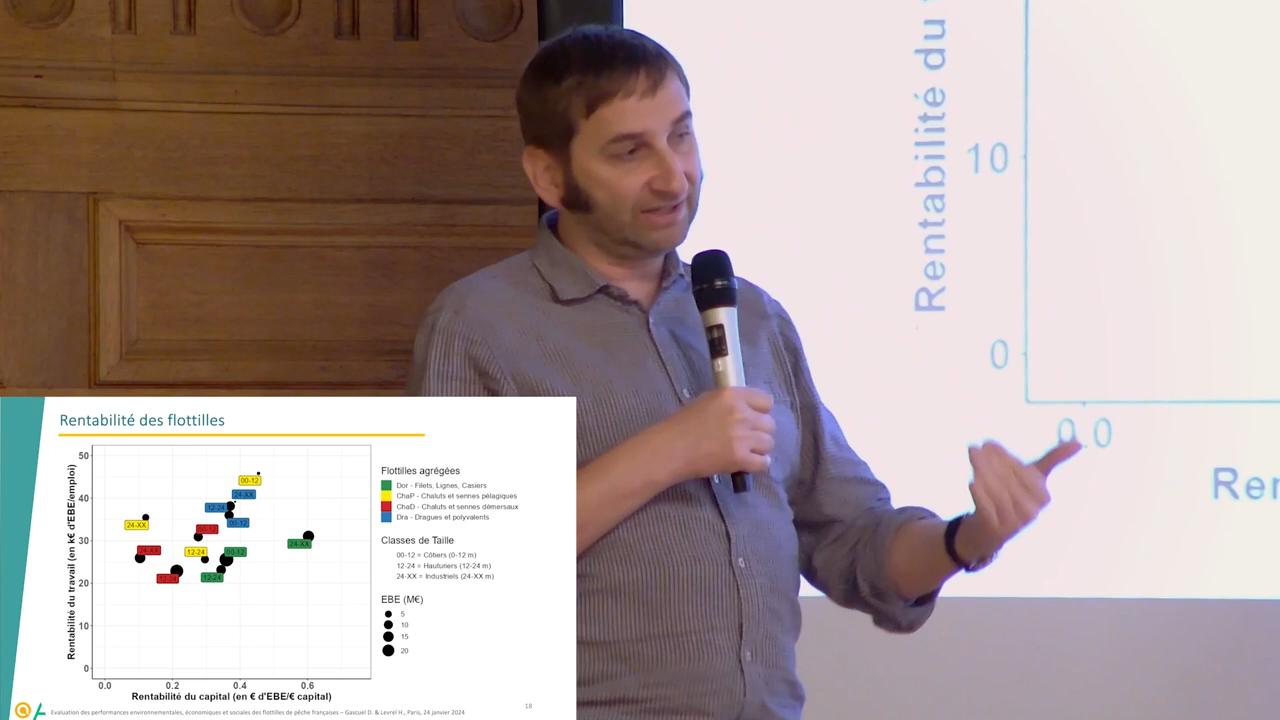 Rentabilité du
10
0
0.0
Ren
Rentabilité des flottilles
Rentabilité du travail (en k€ d'EBE/emploi)
50
40
30
20
10
0
00-12
24-XX
12-24
00-12
24-XX
00-12
24-XX
24-XX
12-24
00-12
12-24
12-24
0.0 0.2 0.4 0.6
Rentabilité du capital (en € d'EBE/€ capital)
Flottilles agrégées
Dor - Filets, Lignes, Casiers
ChaP - Chaluts et sennes pélagiques
ChaD - Chaluts et sennes démersaux
Dra - Dragues et polyvalents
Classes de Taille
00-12 = Côtiers (0-12 m)
12-24 = Hauturiers (12-24 m)
24-XX = Industriels (24-XX m)
EBE (M€)
5
10
15
20
Evaluation des performances environnementales, économiques et sociales des flottilles de pêche françaises – Gascuel D. & Levrel H., Paris, 24 janvier 2024
18